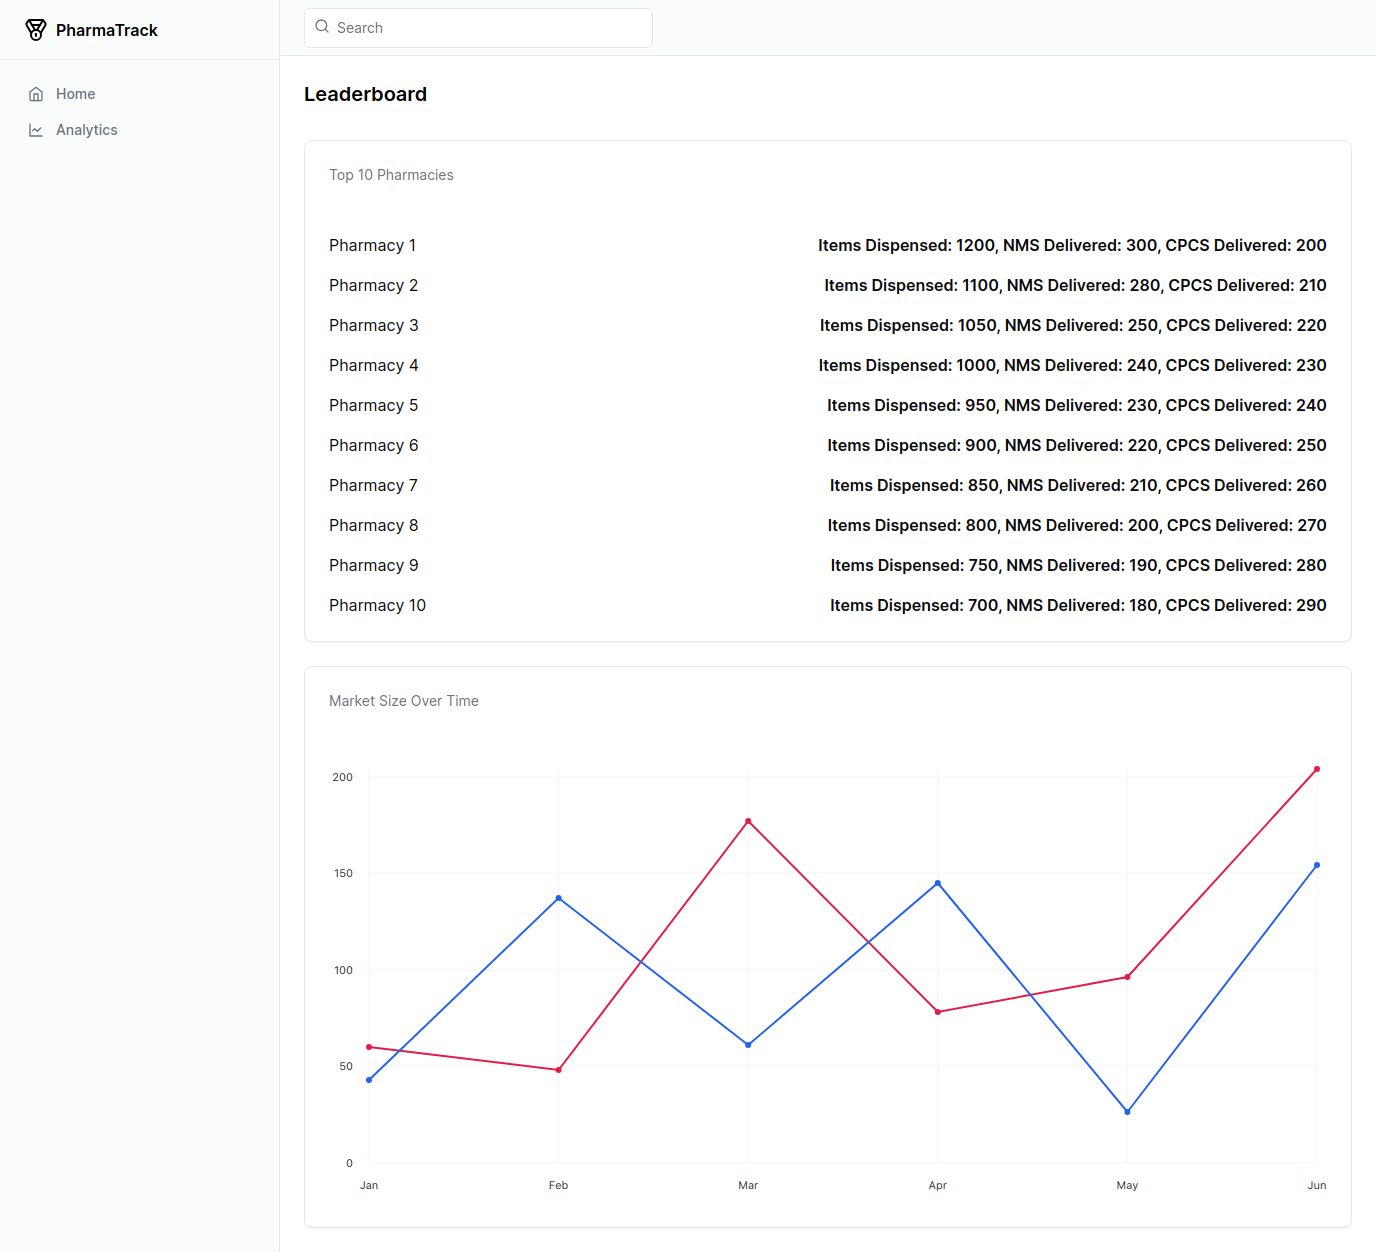 PharmaTrack
Search
Home
Analytics
Leaderboard
Top 10 Pharmacies
Pharmacy 1 Items Dispensed: 1200, NMS Delivered: 300, CPCS Delivered: 200
Pharmacy 2 Items Dispensed: 1100, NMS Delivered: 280, CPCS Delivered: 210
Pharmacy 3 Items Dispensed: 1050, NMS Delivered: 250, CPCS Delivered: 220
Pharmacy 4 Items Dispensed: 1000, NMS Delivered: 240, CPCS Delivered: 230
Pharmacy 5 Items Dispensed: 950, NMS Delivered: 230, CPCS Delivered: 240
Pharmacy 6 Items Dispensed: 900, NMS Delivered: 220, CPCS Delivered: 250
Pharmacy 7 Items Dispensed: 850, NMS Delivered: 210, CPCS Delivered: 260
Pharmacy 8 Items Dispensed: 800, NMS Delivered: 200, CPCS Delivered: 270
Pharmacy 9 Items Dispensed: 750, NMS Delivered: 190, CPCS Delivered: 280
Pharmacy 10 Items Dispensed: 700, NMS Delivered: 180, CPCS Delivered: 290
Market Size Over Time
200
150
100
50
0
Jan Feb Mar Apr May Jun